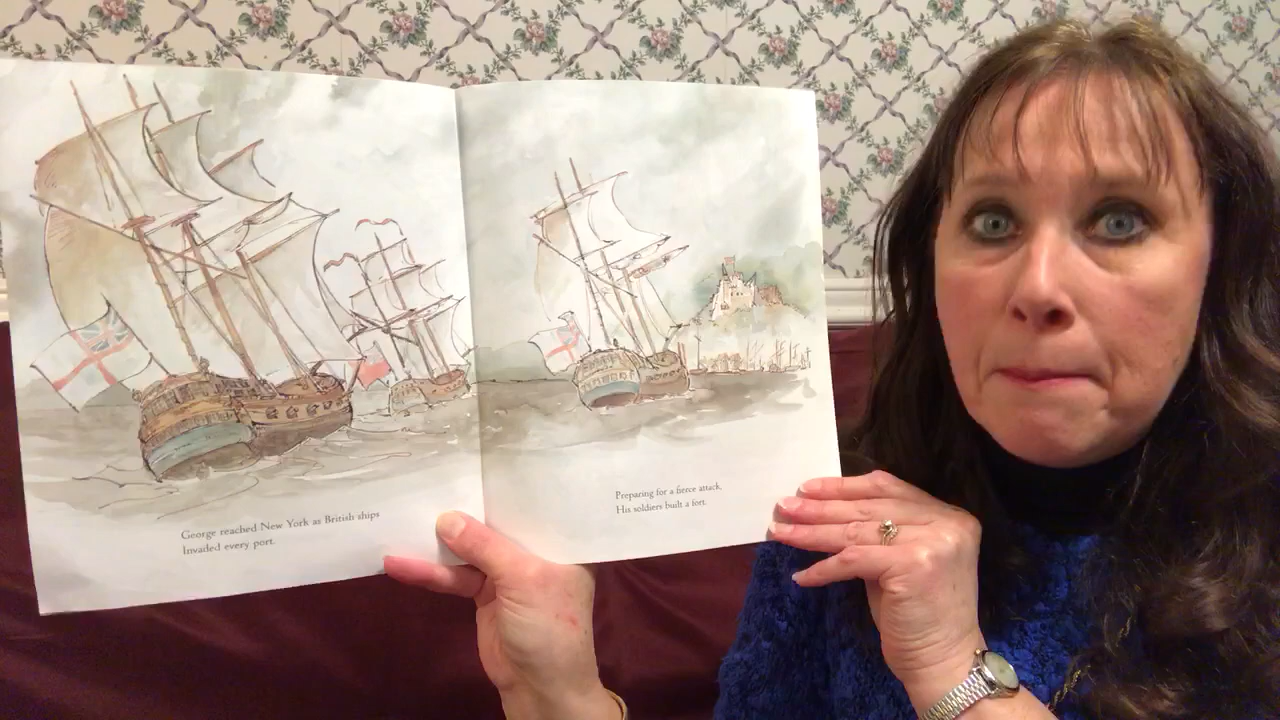 George reached New York as British ships
Invaded every port.
Preparing for a fierce attack,
His soldiers built a fort.